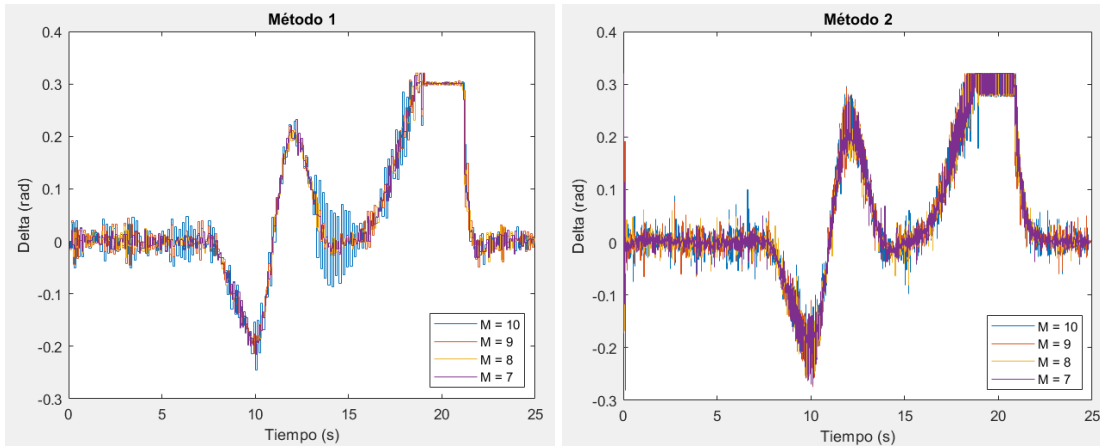 Método 1
Delta (rad)
0.4
0.3
0.2
0.1
0
-0.1
-0.2
-0.3
0 5 10 15 20 25
Tiempo (s)
M = 10
M = 9
M = 8
M = 7
Método 2
Delta (rad)
0.4
0.3
0.2
0.1
0
-0.1
-0.2
-0.3
0 5 10 15 20 25
Tiempo (s)
M = 10
M = 9
M = 8
M = 7